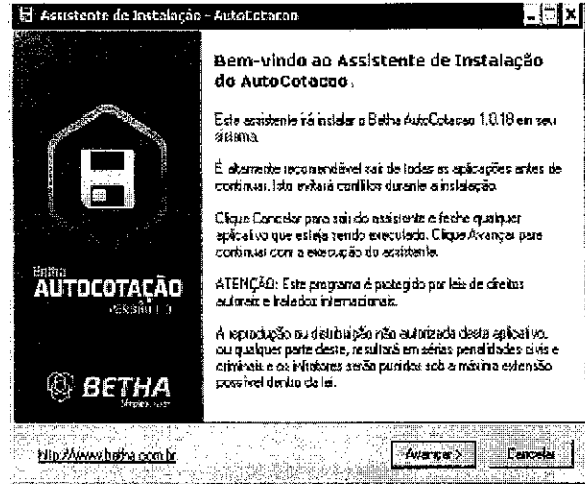 Assistente de Instalação - AutoCotacao
Bem-vindo ao Assistente de Instalação
do AutoCotacao.
Este assistente irá instalar o Betha AutoCotacao 1.0.18 em seu
sistema.
É altamente recomendável sair de todas as aplicações antes de
continuar. Isto evitará conflitos durante a instalação.
Clique Cancelar para sair do assistente e feche qualquer
aplicativo que esteja sendo executado. Clique Avançar para
continuar com a execução do assistente.
ATENÇÃO: Este programa é protegido por leis de direitos
autorais e tratados internacionais.
A reprodução ou distribuição não autorizada deste aplicativo,
ou qualquer parte deste, resultará em sérias penalidades civis e
criminais e os infratores serão punidos sob a máxima extensão
possível dentro da lei.
Betha
AUTOCOTAÇÃO
VERSÃO 1.0
BETHA
http://www.betha.com.br
Avançar >
Cancelar